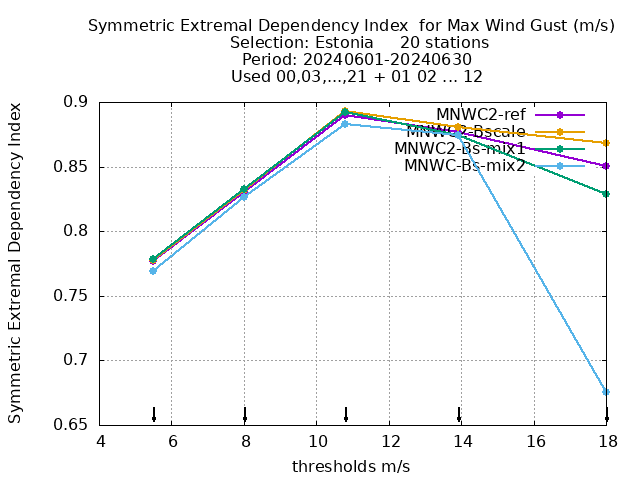 Symmetric Extremal Dependency Index for Max Wind Gust (m/s)
Selection: Estonia 20 stations
Period: 20240601-20240630
Used 00,03,...,21 + 01 02 ... 12
Symmetric Extremal Dependency Index
0.9
0.85
0.8
0.75
0.7
0.65
MNWC2-ref
MNWC2-Bscale
MNWC2-Bs-mix1
MNWC-Bs-mix2
4 6 8 10 12 14 16 18
thresholds m/s